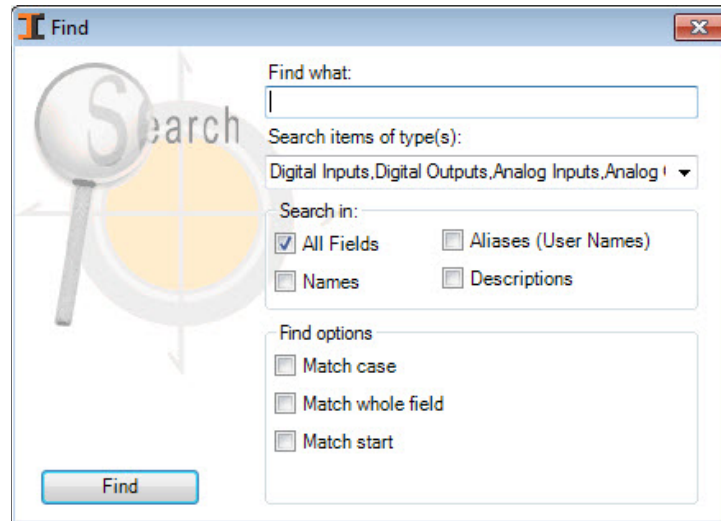 Find
Search
Find what:
Search items of type(s):
Digital Inputs,Digital Outputs,Analog Inputs,Analog
Search in:
All Fields
Aliases (User Names)
Names
Descriptions
Find options
Match case
Match whole field
Match start
Find